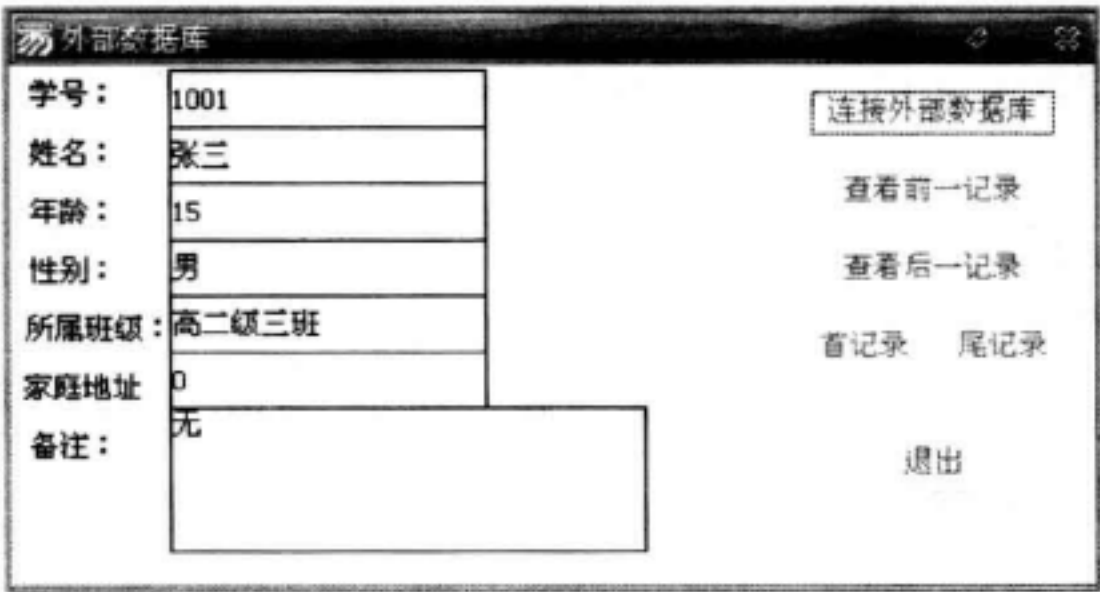 易 外部数据库
学号： 1001
姓名： 张三
年龄： 15
性别： 男
所属班级： 高二级三班
家庭地址 0
备注： 无
连接外部数据库
查看前一记录
查看后一记录
首记录 尾记录
退出